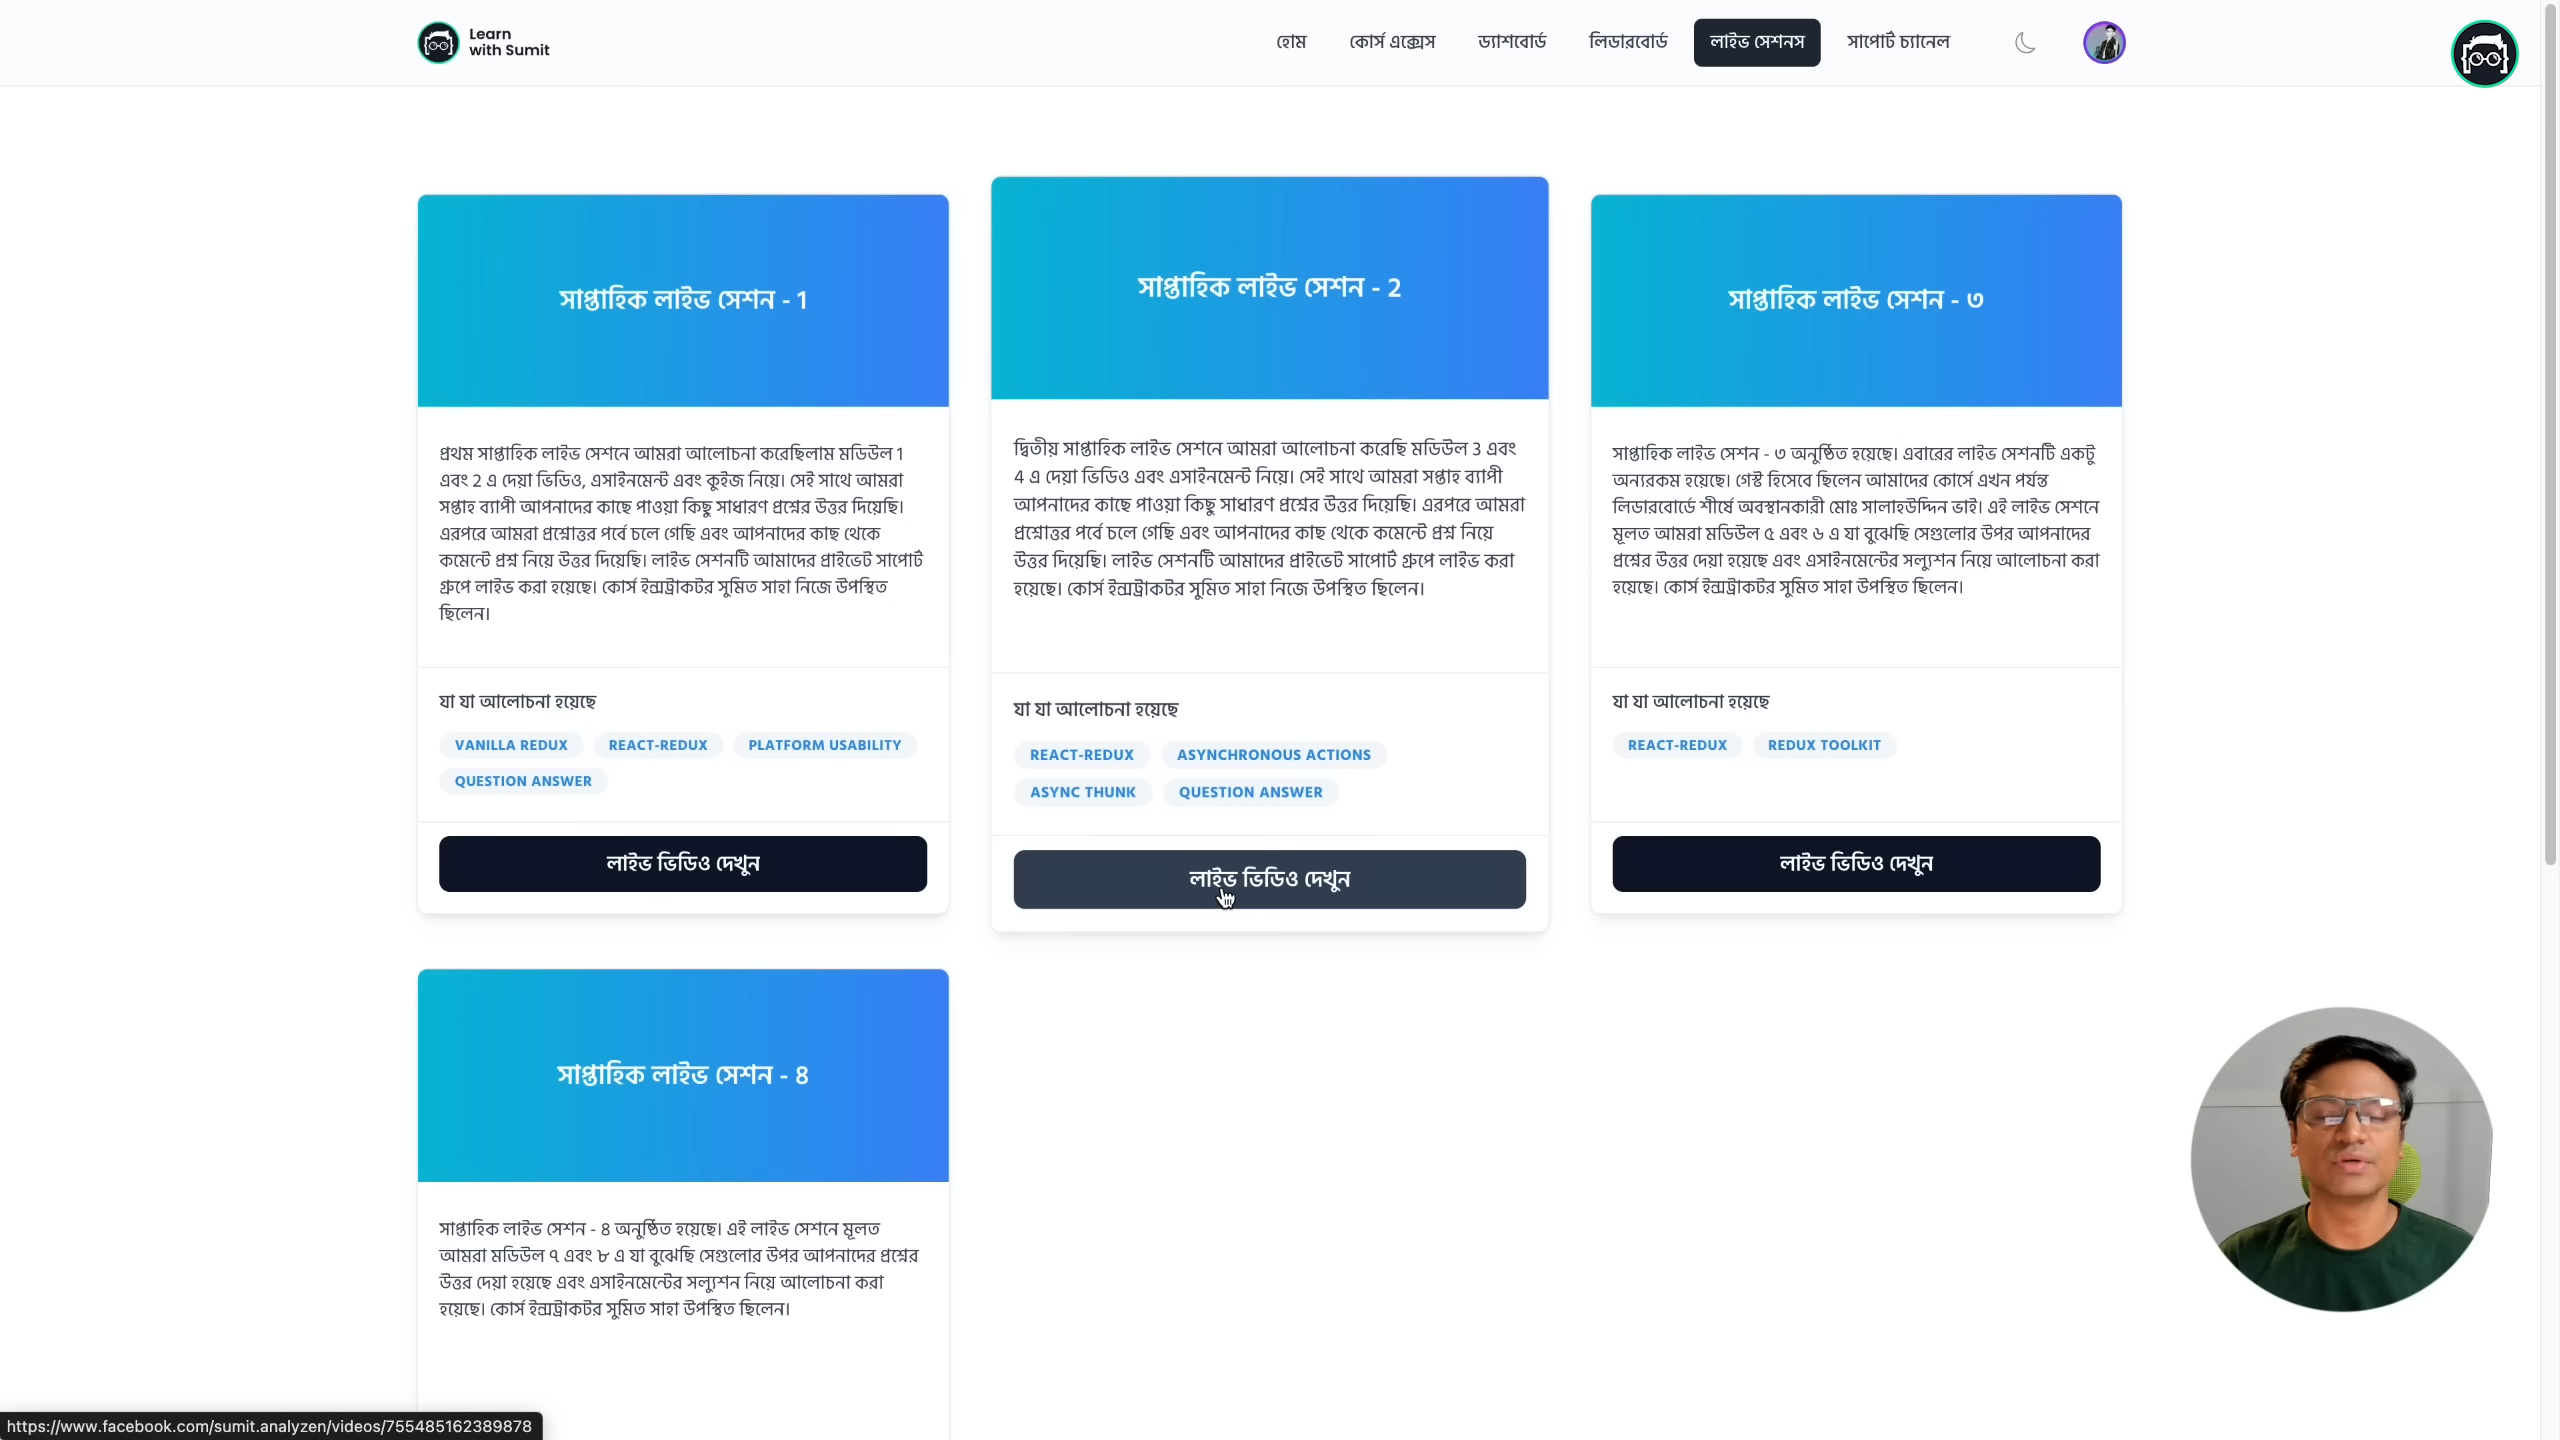 Learn
with Sumit
হোম কোর্স এক্সেস ড্যাশবোর্ড লিডারবোর্ড লাইভ সেশনস সাপোর্ট চ্যানেল
সাপ্তাহিক লাইভ সেশন - 1
প্রথম সাপ্তাহিক লাইভ সেশনে আমরা আলোচনা করেছিলাম মডিউল 1
এবং 2 এ দেয়া ভিডিও, এসাইনমেন্ট এবং কুইজ নিয়ে। সেই সাথে আমরা
সপ্তাহ ব্যাপী আপনাদের কাছে পাওয়া কিছু সাধারণ প্রশ্নের উত্তর দিয়েছি।
এরপরে আমরা প্রশ্নোত্তর পর্বে চলে গেছি এবং আপনাদের কাছ থেকে
কমেন্টে প্রশ্ন নিয়ে উত্তর দিয়েছি। লাইভ সেশনটি আমাদের প্রাইভেট সাপোর্ট
গ্রুপে লাইভ করা হয়েছে। কোর্স ইন্সট্রাকটর সুমিত সাহা নিজে উপস্থিত
ছিলেন।
যা যা আলোচনা হয়েছে
VANILLA REDUX REACT-REDUX PLATFORM USABILITY
QUESTION ANSWER
লাইভ ভিডিও দেখুন
সাপ্তাহিক লাইভ সেশন - 2
দ্বিতীয় সাপ্তাহিক লাইভ সেশনে আমরা আলোচনা করেছি মডিউল 3 এবং
4 এ দেয়া ভিডিও এবং এসাইনমেন্ট নিয়ে। সেই সাথে আমরা সপ্তাহ ব্যাপী
আপনাদের কাছে পাওয়া কিছু সাধারণ প্রশ্নের উত্তর দিয়েছি। এরপরে আমরা
প্রশ্নোত্তর পর্বে চলে গেছি এবং আপনাদের কাছ থেকে কমেন্টে প্রশ্ন নিয়ে
উত্তর দিয়েছি। লাইভ সেশনটি আমাদের প্রাইভেট সাপোর্ট গ্রুপে লাইভ করা
হয়েছে। কোর্স ইন্সট্রাকটর সুমিত সাহা নিজে উপস্থিত ছিলেন।
যা যা আলোচনা হয়েছে
REACT-REDUX ASYNCHRONOUS ACTIONS
ASYNC THUNK QUESTION ANSWER
লাইভ ভিডিও দেখুন
সাপ্তাহিক লাইভ সেশন - ৩
সাপ্তাহিক লাইভ সেশন - ৩ অনুষ্ঠিত হয়েছে। এবারের লাইভ সেশনটি একটু
অন্যরকম হয়েছে। গেস্ট হিসেবে ছিলেন আমাদের কোর্সে এখন পর্যন্ত
লিডারবোর্ডে শীর্ষে অবস্থানকারী মোঃ সালাহউদ্দিন ভাই। এই লাইভ সেশনে
মূলত আমরা মডিউল ৫ এবং ৬ এ যা বুঝেছি সেগুলোর উপর আপনাদের
প্রশ্নের উত্তর দেয়া হয়েছে এবং এসাইনমেন্টের সল্যুশন নিয়ে আলোচনা করা
হয়েছে। কোর্স ইন্সট্রাকটর সুমিত সাহা উপস্থিত ছিলেন।
যা যা আলোচনা হয়েছে
REACT-REDUX REDUX TOOLKIT
লাইভ ভিডিও দেখুন
সাপ্তাহিক লাইভ সেশন - ৪
সাপ্তাহিক লাইভ সেশন - ৪ অনুষ্ঠিত হয়েছে। এই লাইভ সেশনে মূলত
আমরা মডিউল ৭ এবং ৮ এ যা বুঝেছি সেগুলোর উপর আপনাদের প্রশ্নের
উত্তর দেয়া হয়েছে এবং এসাইনমেন্টের সল্যুশন নিয়ে আলোচনা করা
হয়েছে। কোর্স ইন্সট্রাকটর সুমিত সাহা উপস্থিত ছিলেন।
https://www.facebook.com/sumit.analyzen/videos/755485162389878